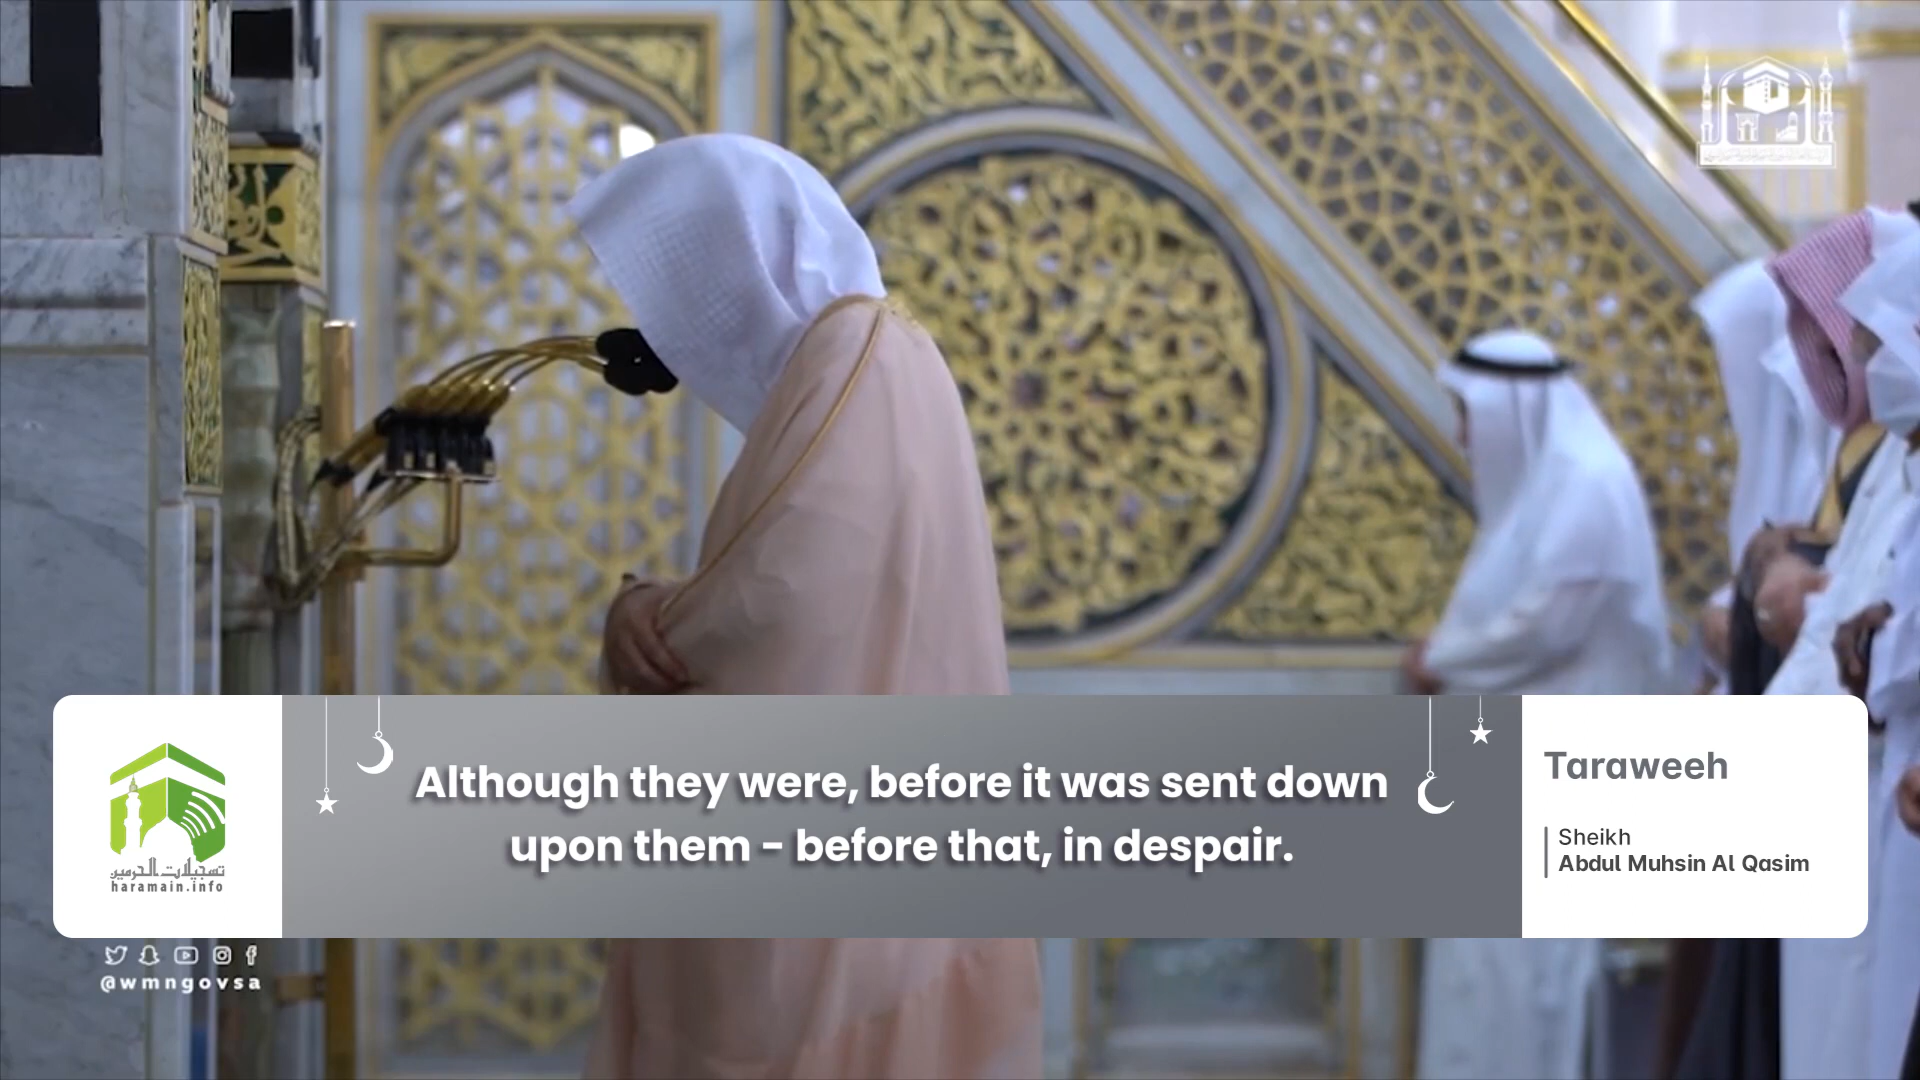 Although they were, before it was sent down
upon them - before that, in despair.
Taraweeh
Sheikh
Abdul Muhsin Al Qasim
تسجيلات الحرمين
haramain.info
@wmngovsa